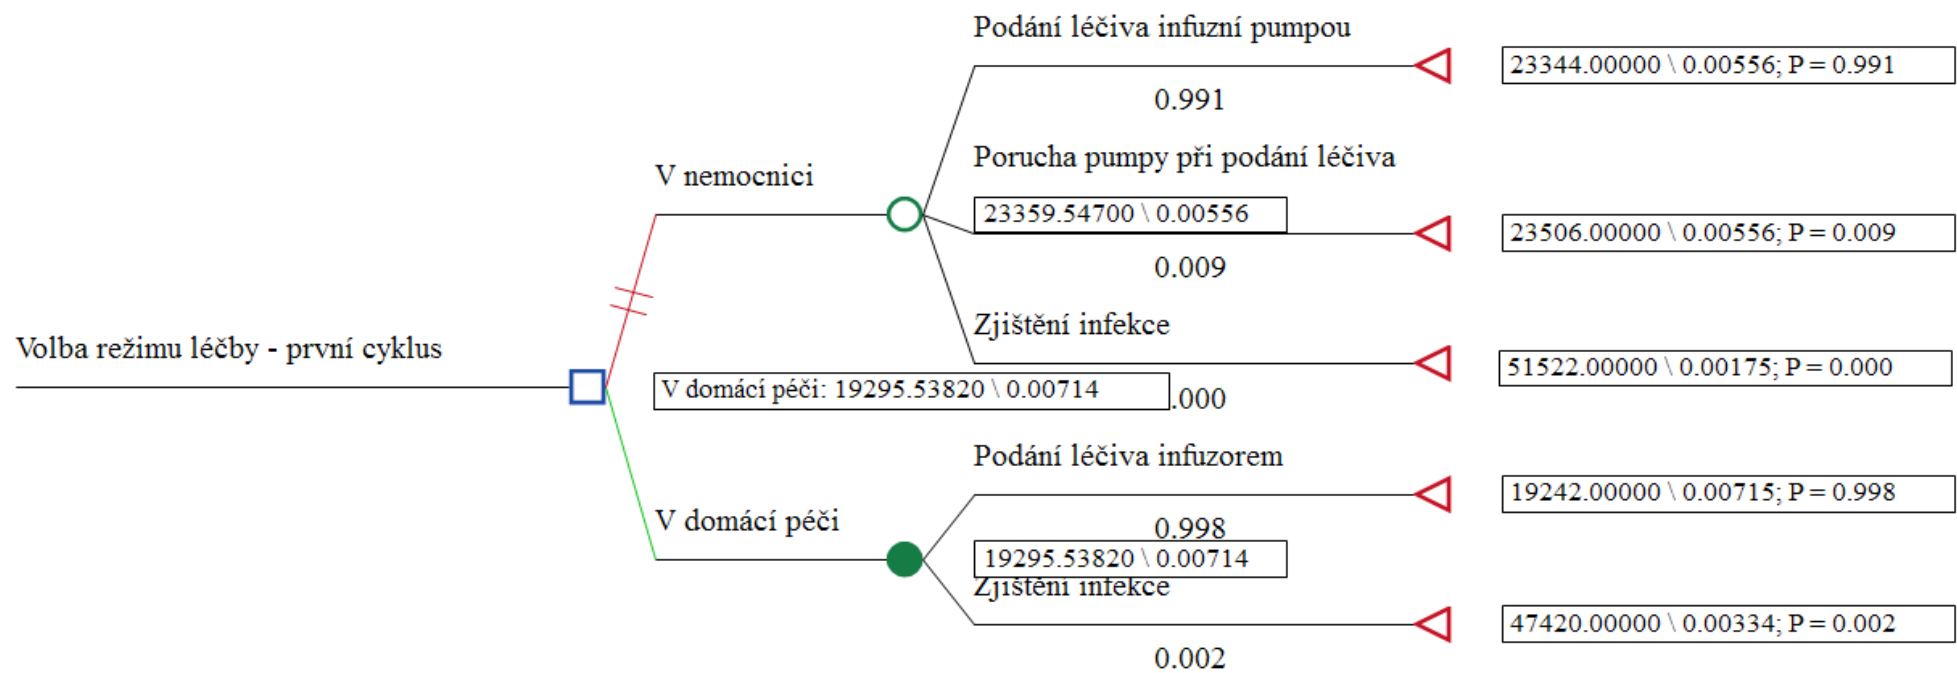 Podání léčiva infuzní pumpou
23344.00000 \ 0.00556; P = 0.991
0.991
Porucha pumpy při podání léčiva
V nemocnici
23359.54700 \ 0.00556
23506.00000 \ 0.00556; P = 0.009
0.009
Zjištění infekce
Volba režimu léčby - první cyklus
51522.00000 \ 0.00175; P = 0.000
V domácí péči: 19295.53820 \ 0.00714
.000
Podání léčiva infuzorem
19242.00000 \ 0.00715; P = 0.998
V domácí péči
0.998
19295.53820 \ 0.00714
Zjištění infekce
47420.00000 \ 0.00334; P = 0.002
0.002